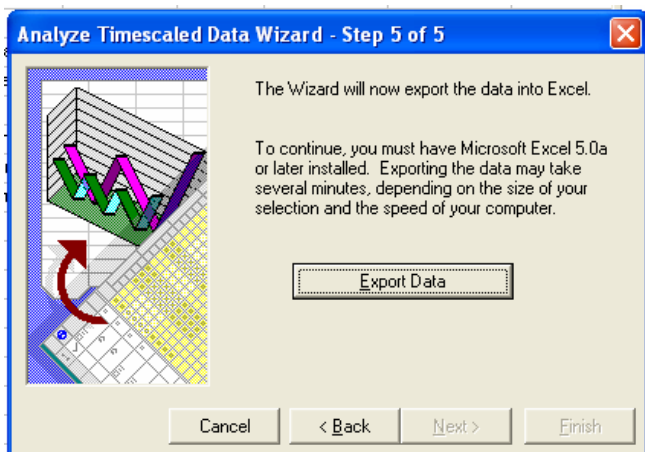 Analyze Timescaled Data Wizard - Step 5 of 5
The Wizard will now export the data into Excel.
To continue, you must have Microsoft Excel 5.0a
or later installed. Exporting the data may take
several minutes, depending on the size of your
selection and the speed of your computer.
Export Data
Cancel
< Back
Next >
Finish